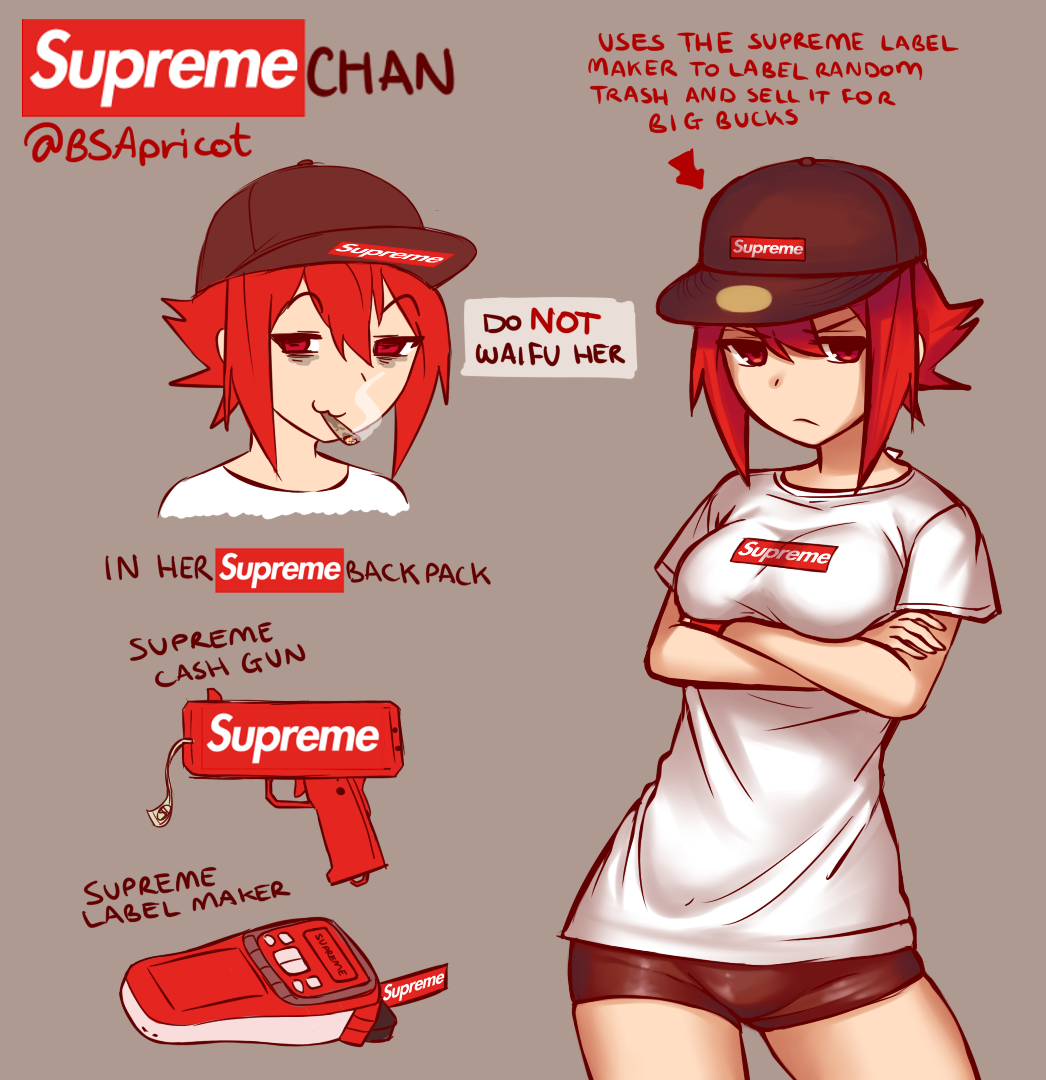 Supreme CHAN
@BSApricot
USES THE SUPREME LABEL
MAKER TO LABEL RANDOM
TRASH AND SELL IT FOR
BIG BUCKS
Supreme
Supreme
DO NOT
WAIFU HER
Supreme
IN HER Supreme BACKPACK
SUPREME
CASH GUN
Supreme
SUPREME
LABEL MAKER
SUPREME
Supreme